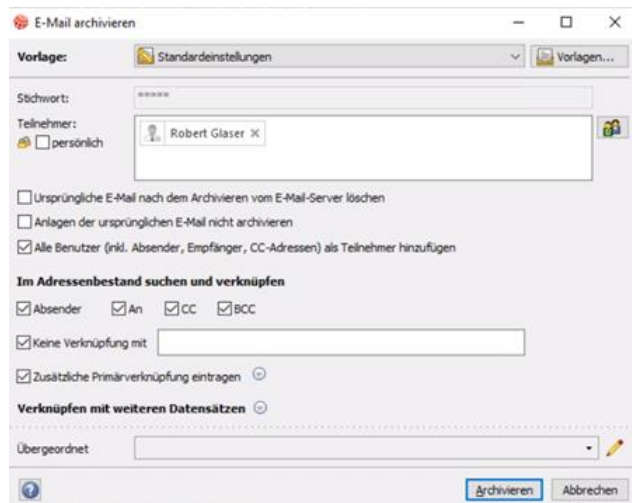 E-Mail archivieren
Vorlage: Standardeinstellungen Vorlagen...
Stichwort: *****
Teilnehmer:
Robert Glaser
persönlich
Ursprüngliche E-Mail nach dem Archivieren vom E-Mail-Server löschen
Anlagen der ursprünglichen E-Mail nicht archivieren
Alle Benutzer (inkl. Absender, Empfänger, CC-Adressen) als Teilnehmer hinzufügen
Im Adressenbestand suchen und verknüpfen
Absender An CC BCC
Keine Verknüpfung mit
Zusätzliche Primärverknüpfung eintragen
Verknüpfen mit weiteren Datensätzen
Übergeordnet
Archivieren Abbrechen